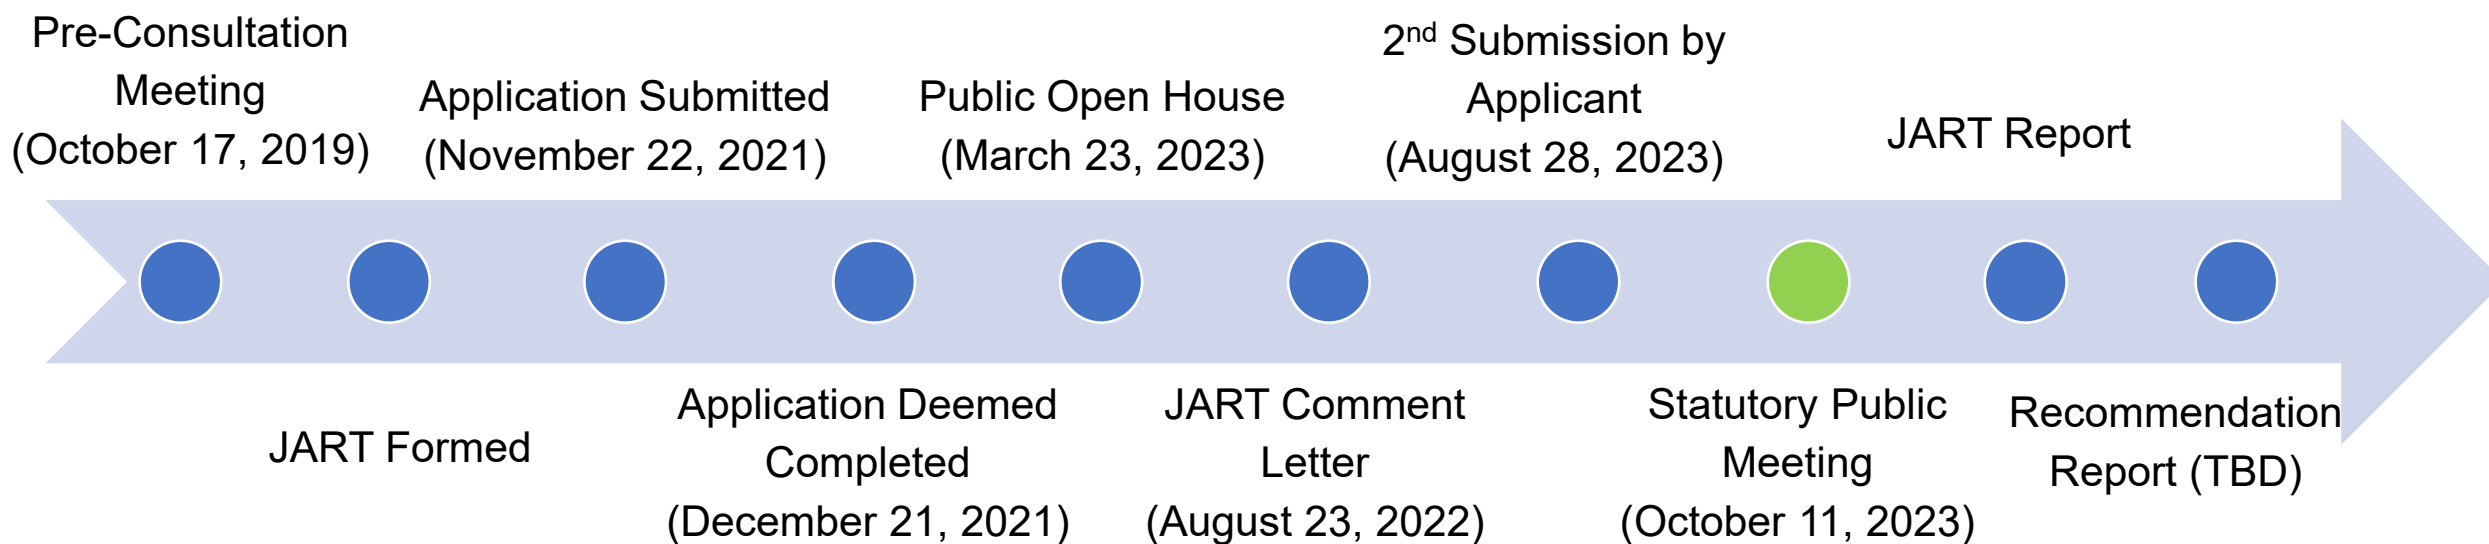 Pre-Consultation
Meeting
(October 17, 2019)
JART Formed
Application Submitted
(November 22, 2021)
Application Deemed
Completed
(December 21, 2021)
Public Open House
(March 23, 2023)
JART Comment
Letter
(August 23, 2022)
2nd Submission by
Applicant
(August 28, 2023)
Statutory Public
Meeting
(October 11, 2023)
JART Report
Recommendation
Report (TBD)